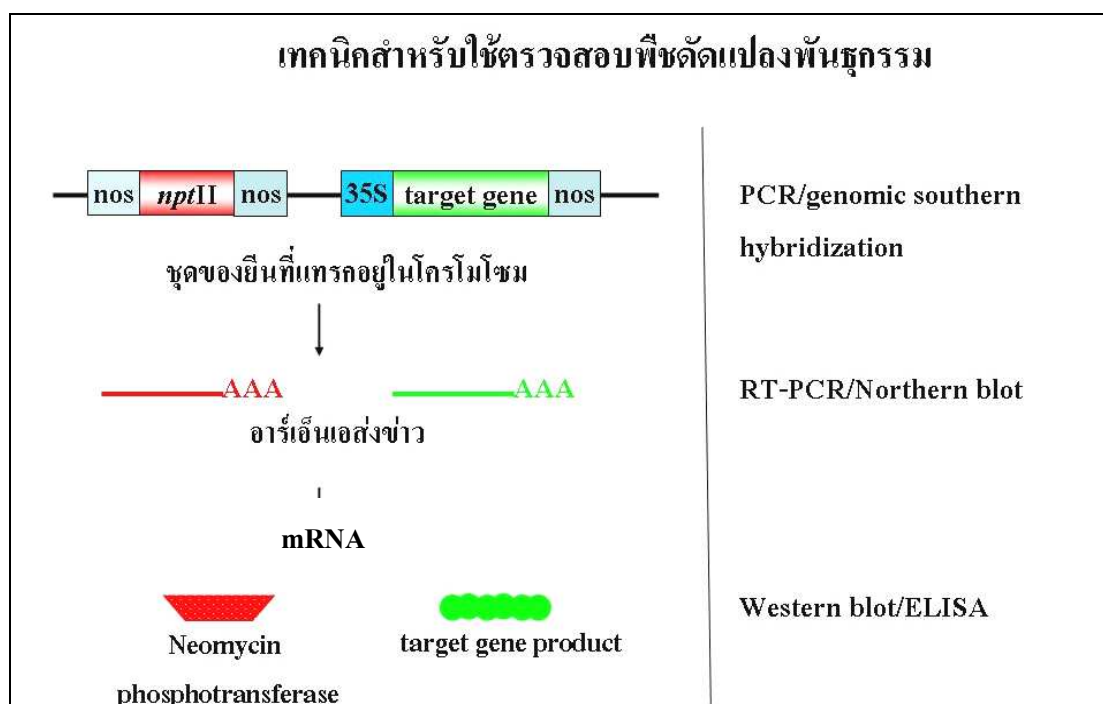 เทคนิคสำหรับใช้ตรวจสอบพืชดัดแปลงพันธุกรรม
nos nptII nos 35S target gene nos
PCR/genomic southern
hybridization
ชุดของยีนที่แทรกอยู่ในโครโมโซม
AAA AAA
RT-PCR/Northern blot
อาร์เอ็นเอส่งข่าว
mRNA
Western blot/ELISA
Neomycin
target gene product
phosphotransferase